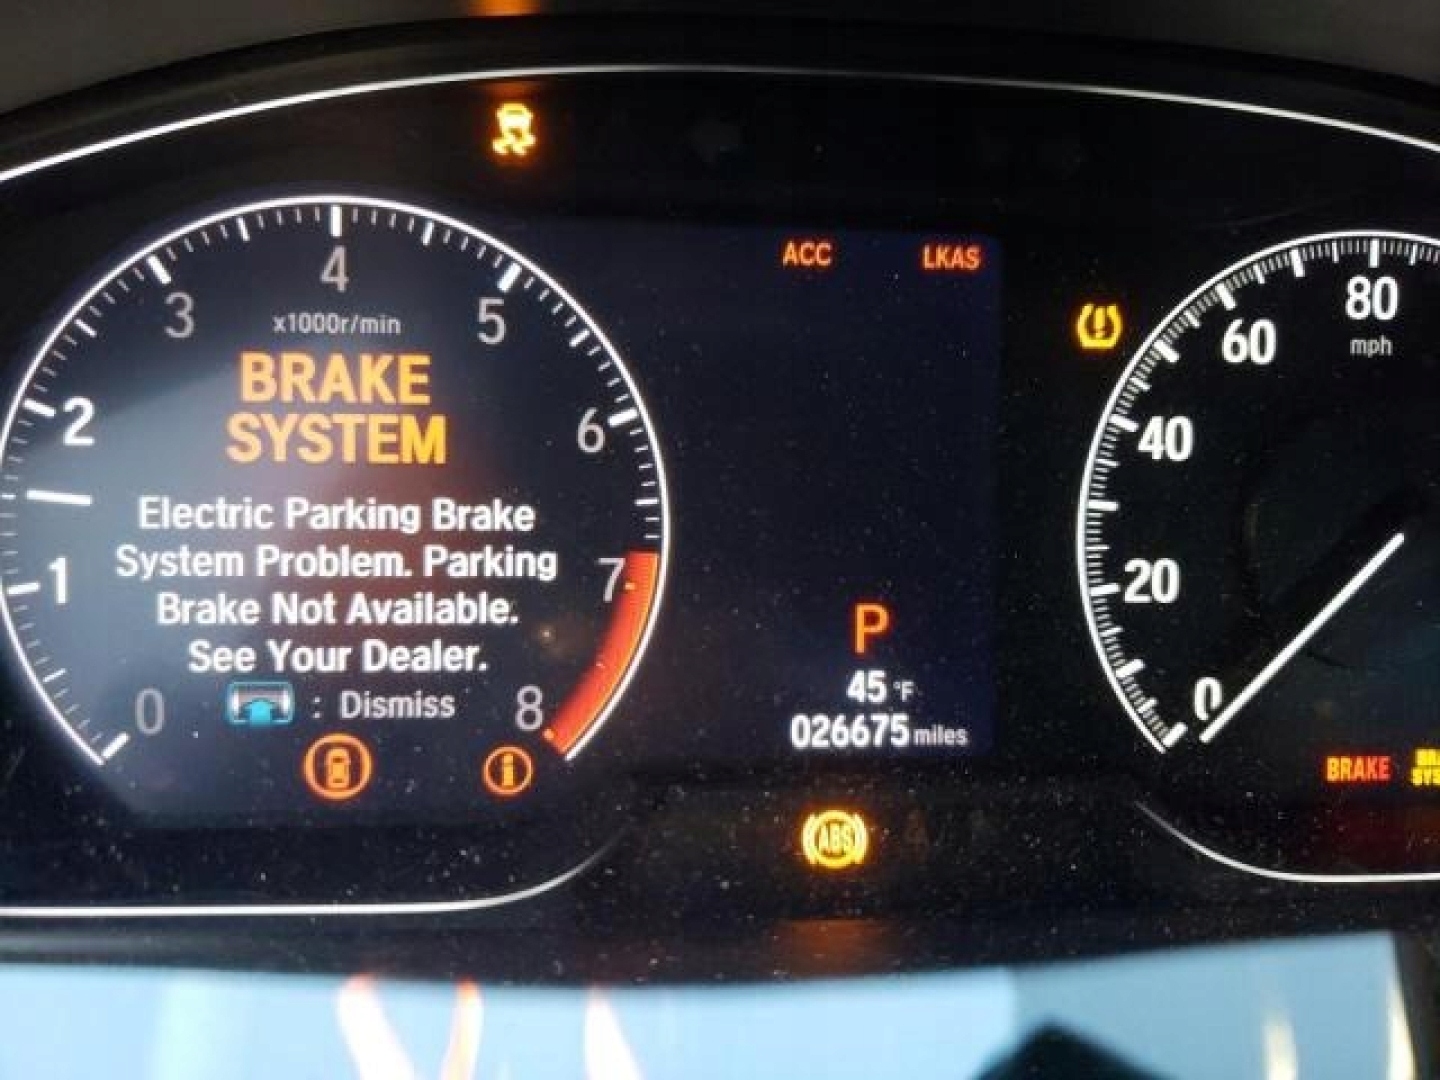 ACC LKAS
4
3 5
x1000r/min
80
60
mph
BRAKE
2 6 40
SYSTEM
Electric Parking Brake
System Problem. Parking
1 7 20
Brake Not Available.
P
See Your Dealer.
45 °F
0 : Dismiss 8 0
026675 miles
i
BRAKE
ABS